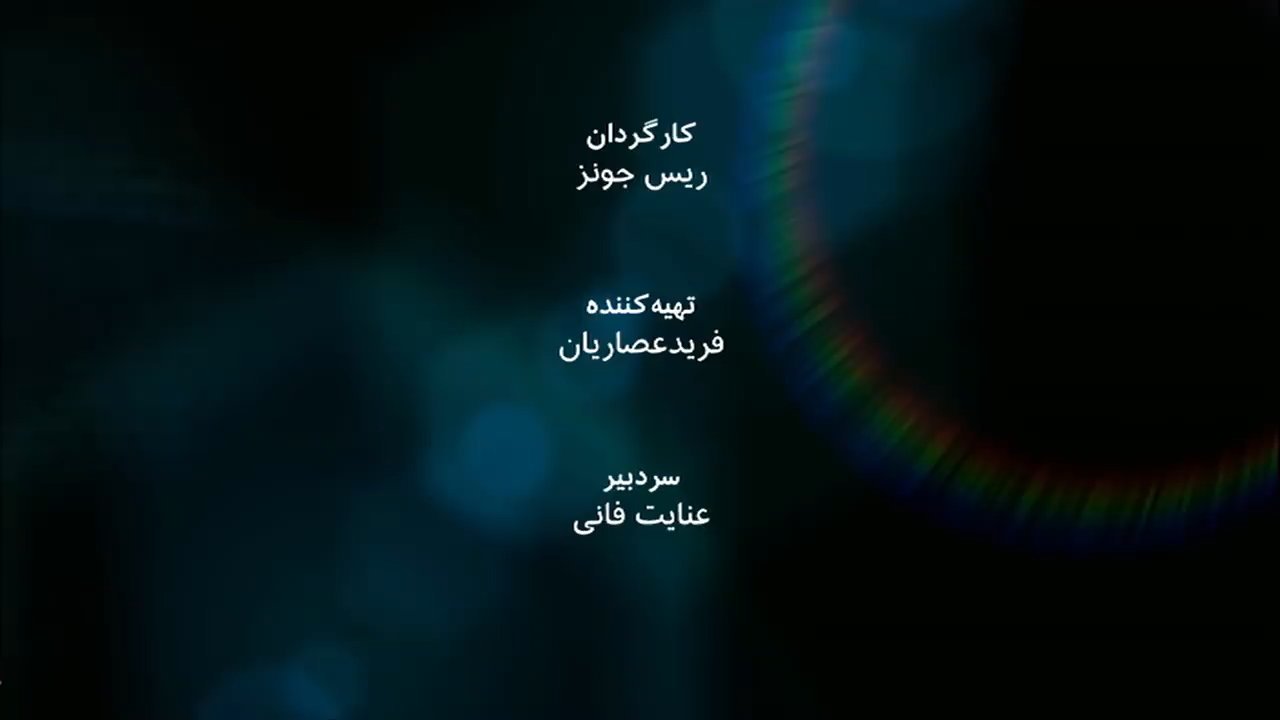 کارگردان
ریس جونز
تهیه‌کننده
فریدعصاریان
سردبیر
عنایت فانی